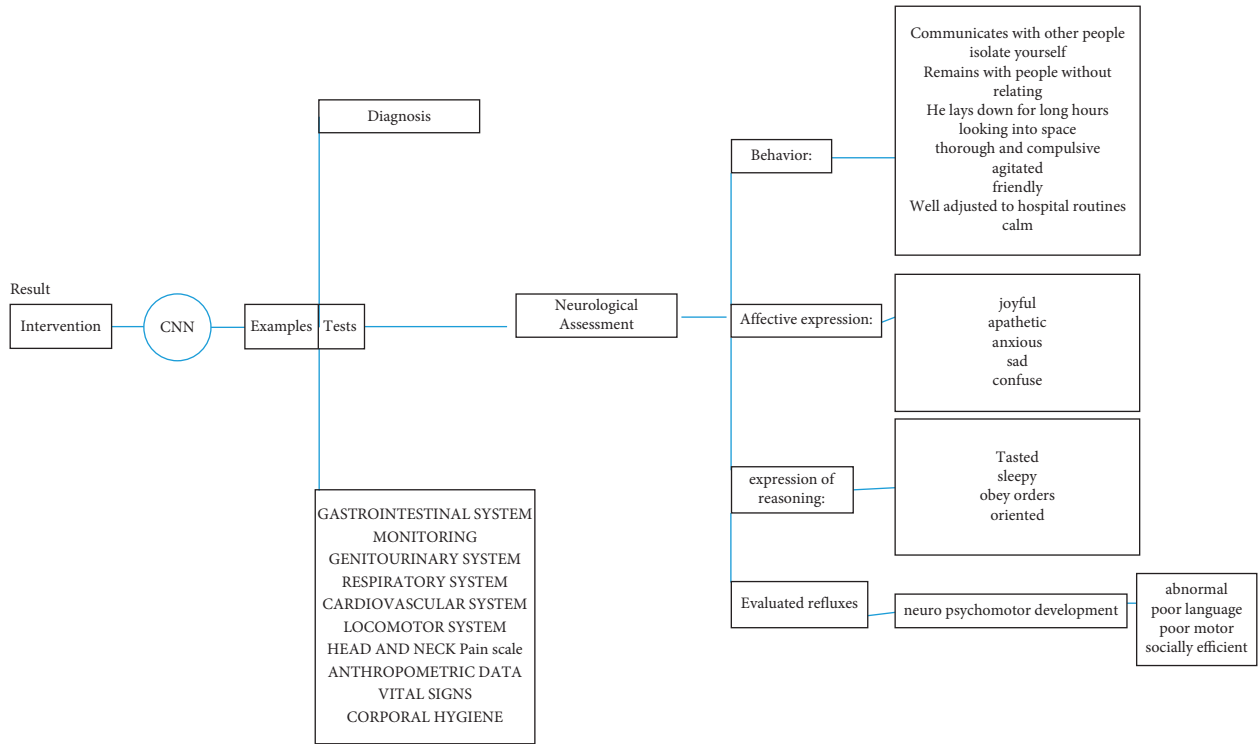 Result
Intervention
CNN
Examples
Tests
Diagnosis
GASTROINTESTINAL SYSTEM
MONITORING
GENITOURINARY SYSTEM
RESPIRATORY SYSTEM
CARDIOVASCULAR SYSTEM
LOCOMOTOR SYSTEM
HEAD AND NECK Pain scale
ANTHROPOMETRIC DATA
VITAL SIGNS
CORPORAL HYGIENE
Neurological
Assessment
Behavior:
Communicates with other people
isolate yourself
Remains with people without
relating
He lays down for long hours
looking into space
thorough and compulsive
agitated
friendly
Well adjusted to hospital routines
calm
Affective expression:
joyful
apathetic
anxious
sad
confuse
expression of
reasoning:
Tasted
sleepy
obey orders
oriented
Evaluated refluxes
neuro psychomotor development
abnormal
poor language
poor motor
socially efficient